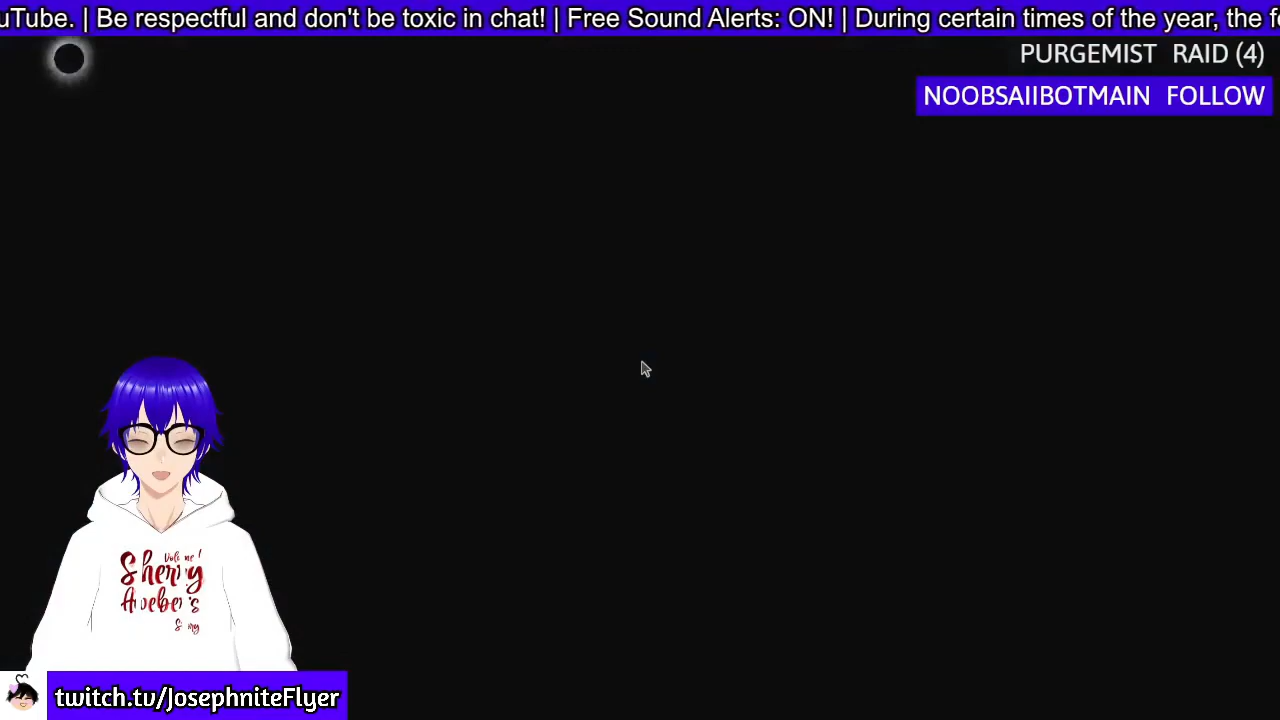 uTube. | Be respectful and don't be toxic in chat! | Free Sound Alerts: ON! | During certain times of the year, the fo
PURGEMIST RAID (4)
NOOBSAIIBOTMAIN FOLLOW
Sherry
twitch.tv/JosephniteFlyer